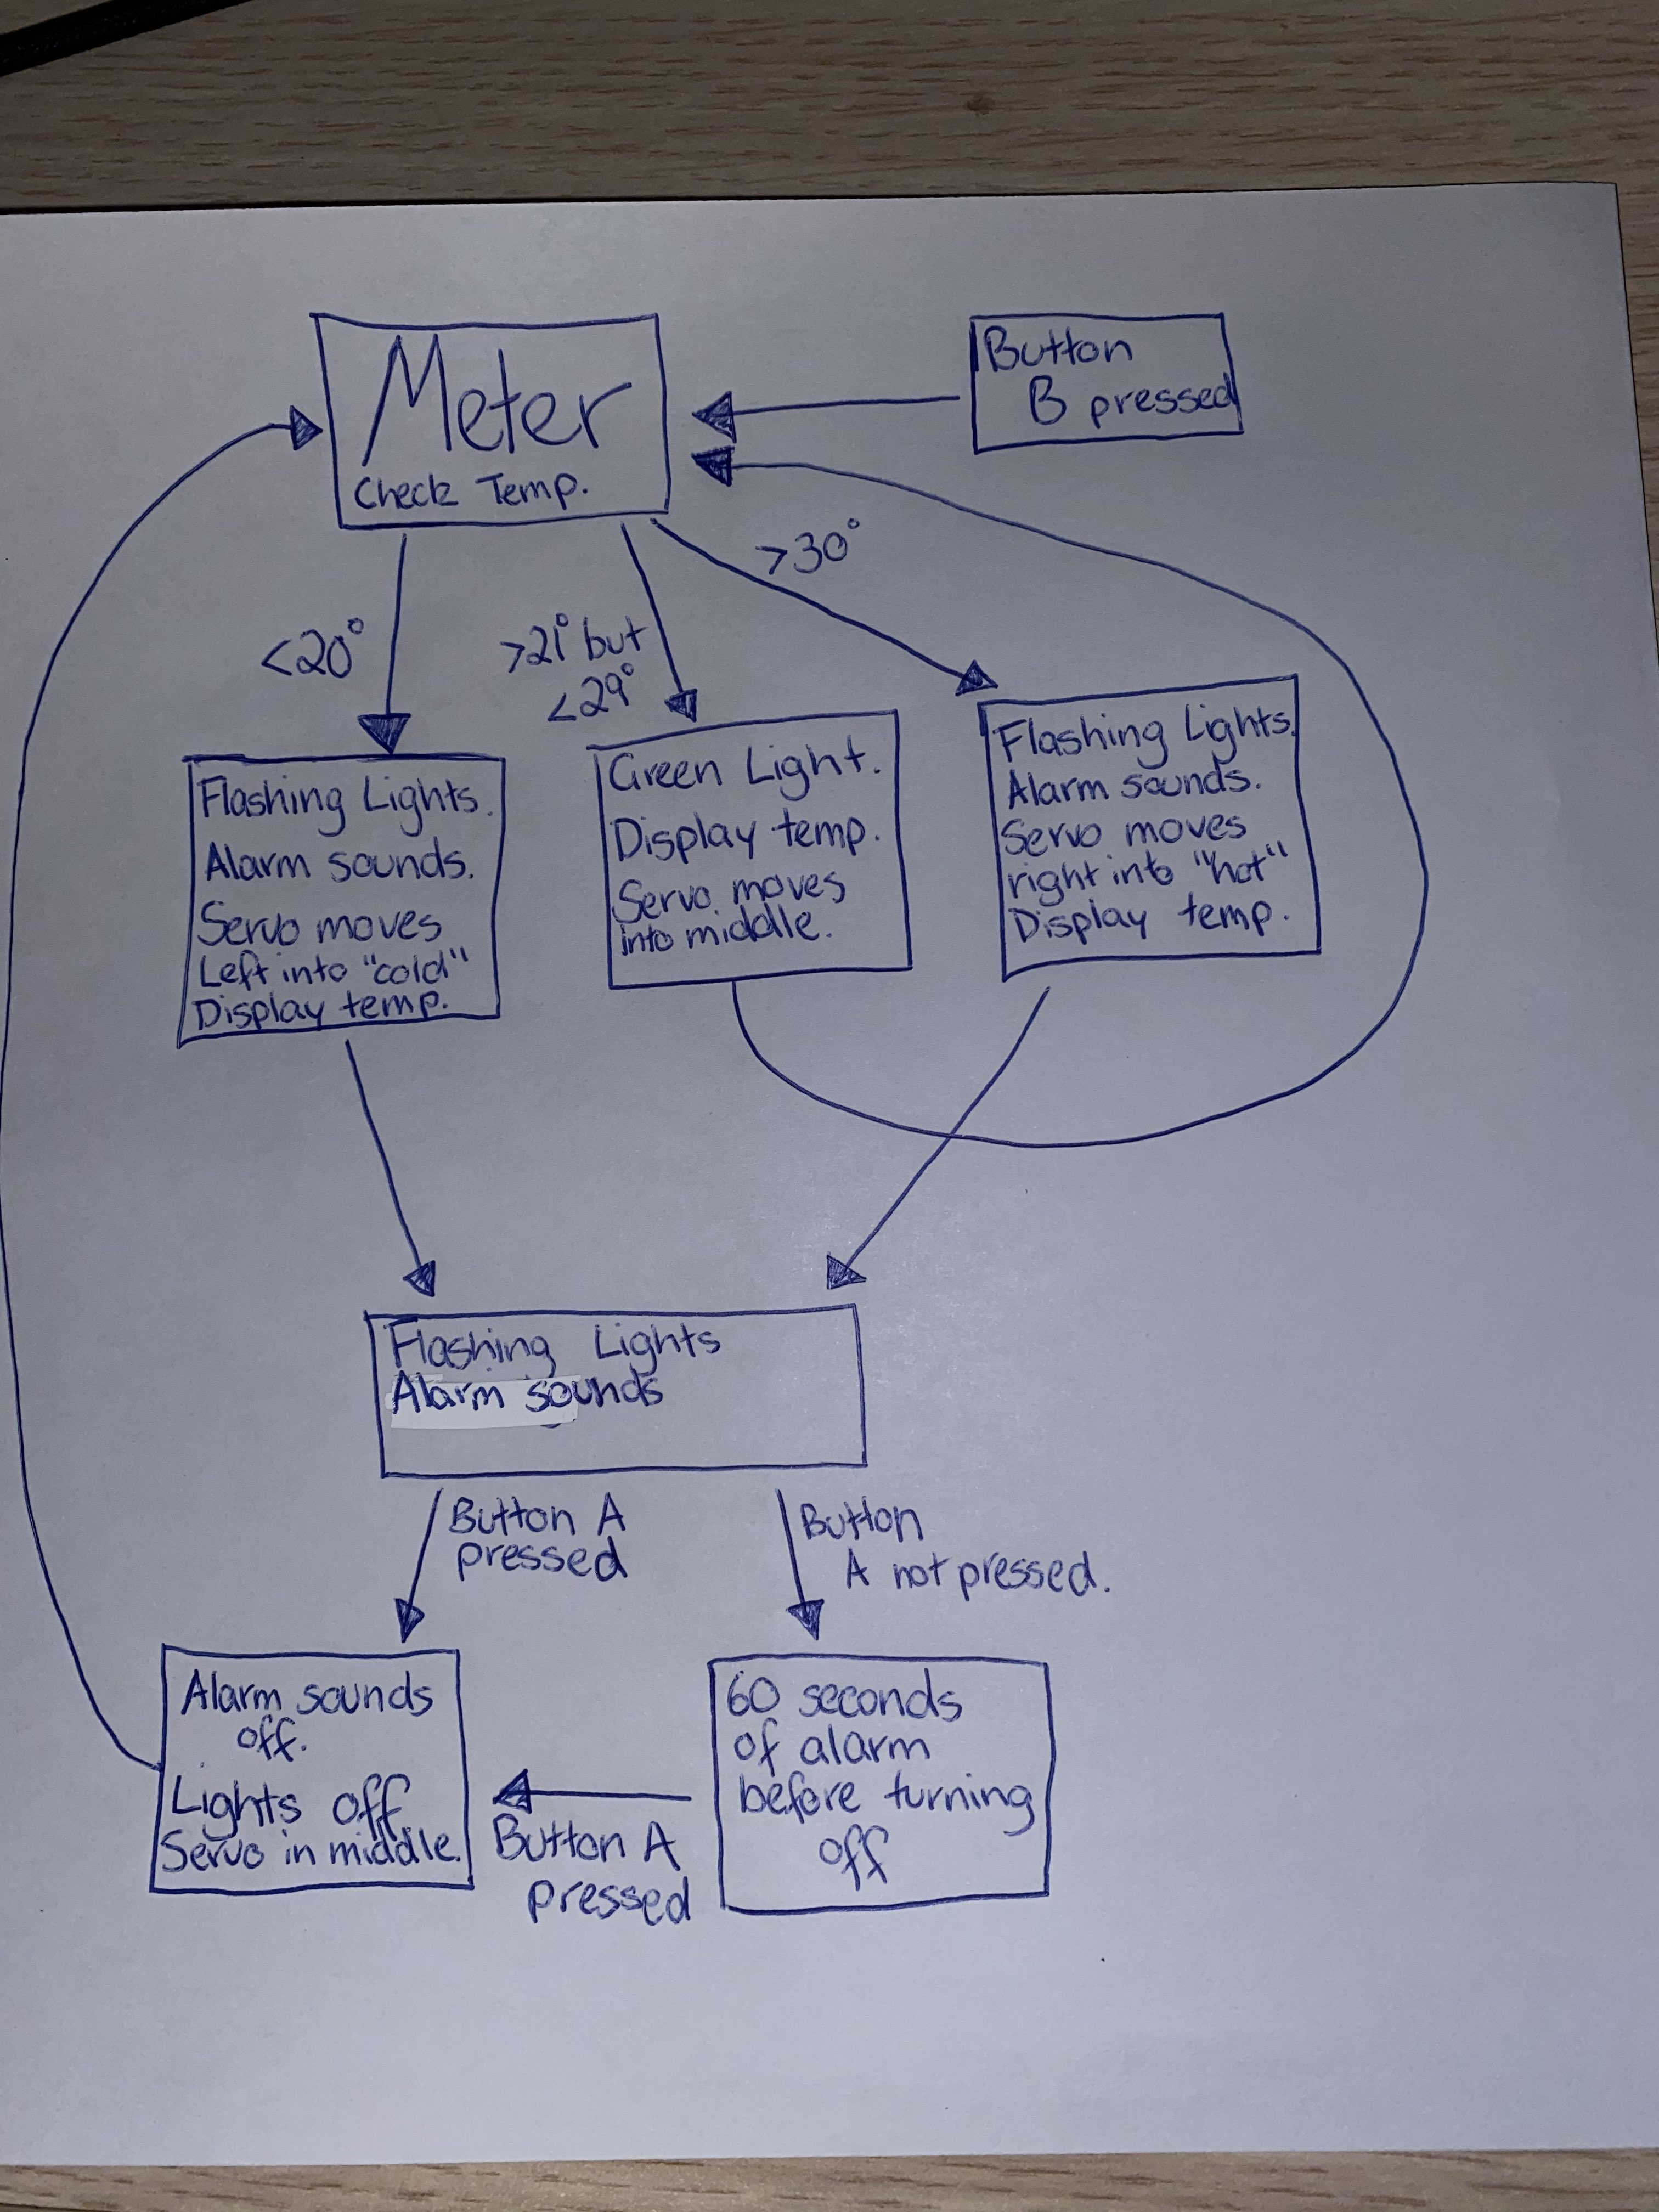 Meter
Check Temp.
Button
B pressed
<20°
>21° but
<29°
>30°
Flashing Lights.
Alarm sounds.
Servo moves
Left into "cold"
Display temp.
Green Light.
Display temp.
Servo moves
into middle.
Flashing Lights.
Alarm sounds.
Servo moves
right into "hot"
Display temp.
Flashing Lights
Alarm sounds
Button A
pressed
Button
A not pressed.
Alarm sounds
off.
Lights off
Servo in middle.
Button A
pressed
60 seconds
of alarm
before turning
off